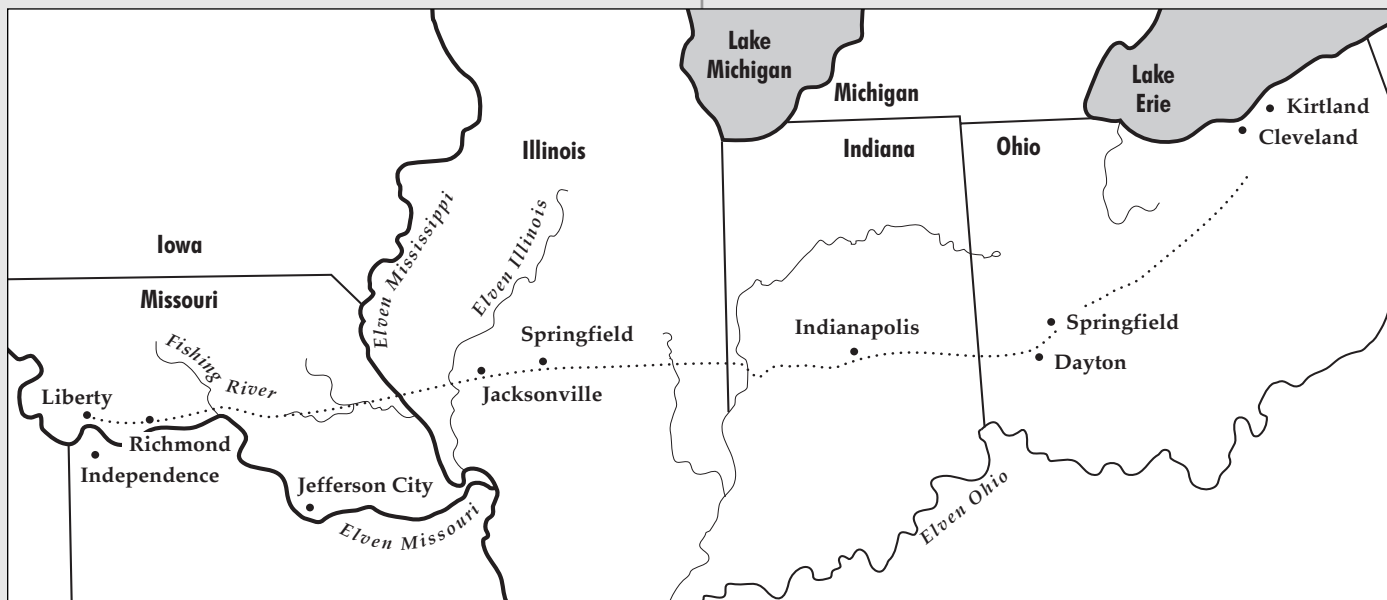 Lake
Michigan
Lake
Erie
Michigan
Kirtland
Cleveland
Illinois
Indiana
Ohio
Elven Mississippi
Elven Illinois
Iowa
Missouri
Springfield
Indianapolis
Springfield
Fishing River
Dayton
Liberty
Jacksonville
Richmond
Independence
Jefferson City
Elven Missouri
Elven Ohio